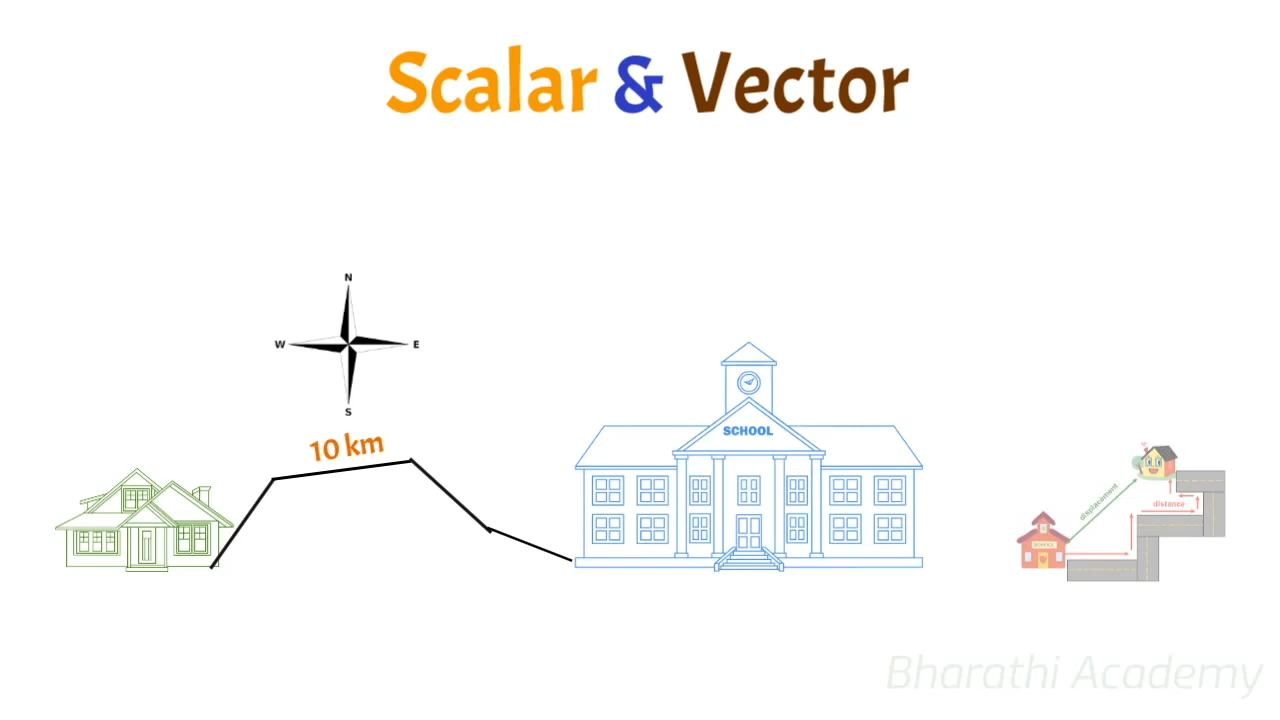 Scalar & Vector
N
W E
S
10 km
SCHOOL
displacement
distance
SCHOOL
Bharathi Academy